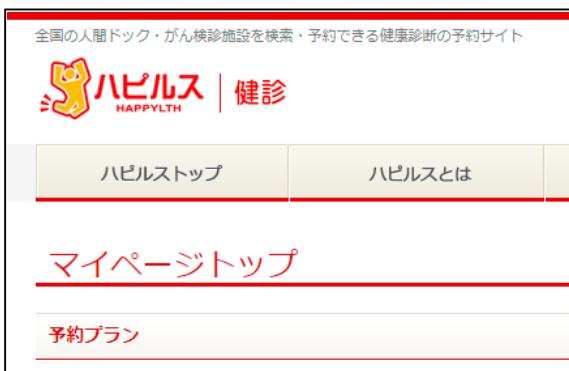 全国の人間ドック・がん検診施設を検索・予約できる健康診断の予約サイト
ハピルス 健診
HAPPYLTH
ハピルストップ ハピルスとは
マイページトップ
予約プラン